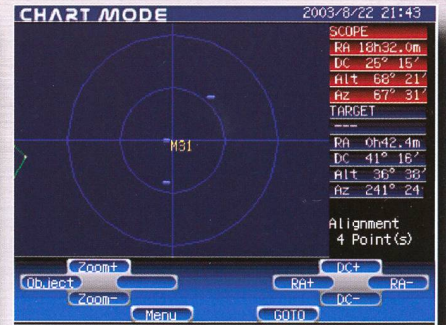 CHART MODE 2003/8/22 21:43
SCOPE
RA 18h32.0m
DC 25° 15′
Alt 68° 21′
Az 67° 31′
TARGET
---
RA 0h42.4m
DC 41° 16′
Alt 36° 38′
Az 241° 24′
M31
Alignment
4 Point(s)
Zoom+ DC+
Object RA+ RA-
Zoom- DC-
Menu GOTO